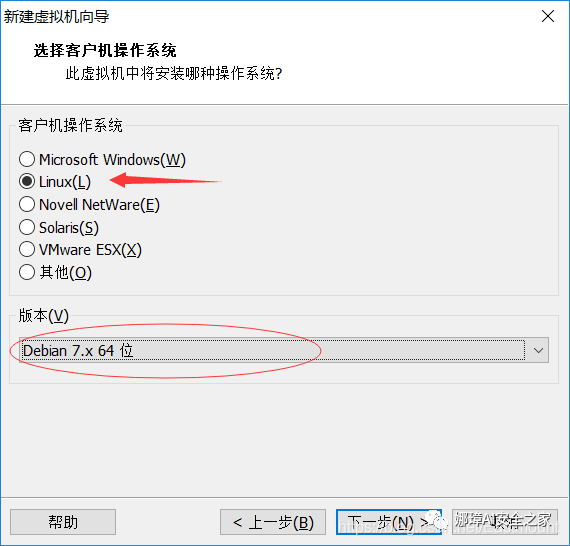 新建虚拟机向导
选择客户机操作系统
此虚拟机中将安装哪种操作系统?
客户机操作系统
Microsoft Windows(W)
Linux(L)
Novell NetWare(E)
Solaris(S)
VMware ESX(X)
其他(O)
版本(V)
Debian 7.x 64 位
帮助
< 上一步(B)
下一步(N) >
取消
娜璋AI安全之家